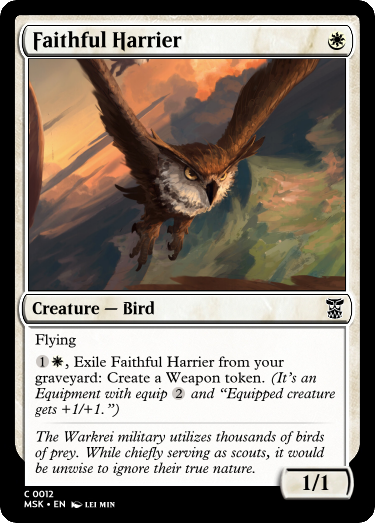 Faithful Harrier
Creature — Bird
Flying
1, Exile Faithful Harrier from your
graveyard: Create a Weapon token. (It's an
Equipment with equip 2 and “Equipped creature
gets +1/+1.”)
The Warkrei military utilizes thousands of birds
of prey. While chiefly serving as scouts, it would
be unwise to ignore their true nature.
1/1
C 0012
MSK • EN LEI MIN